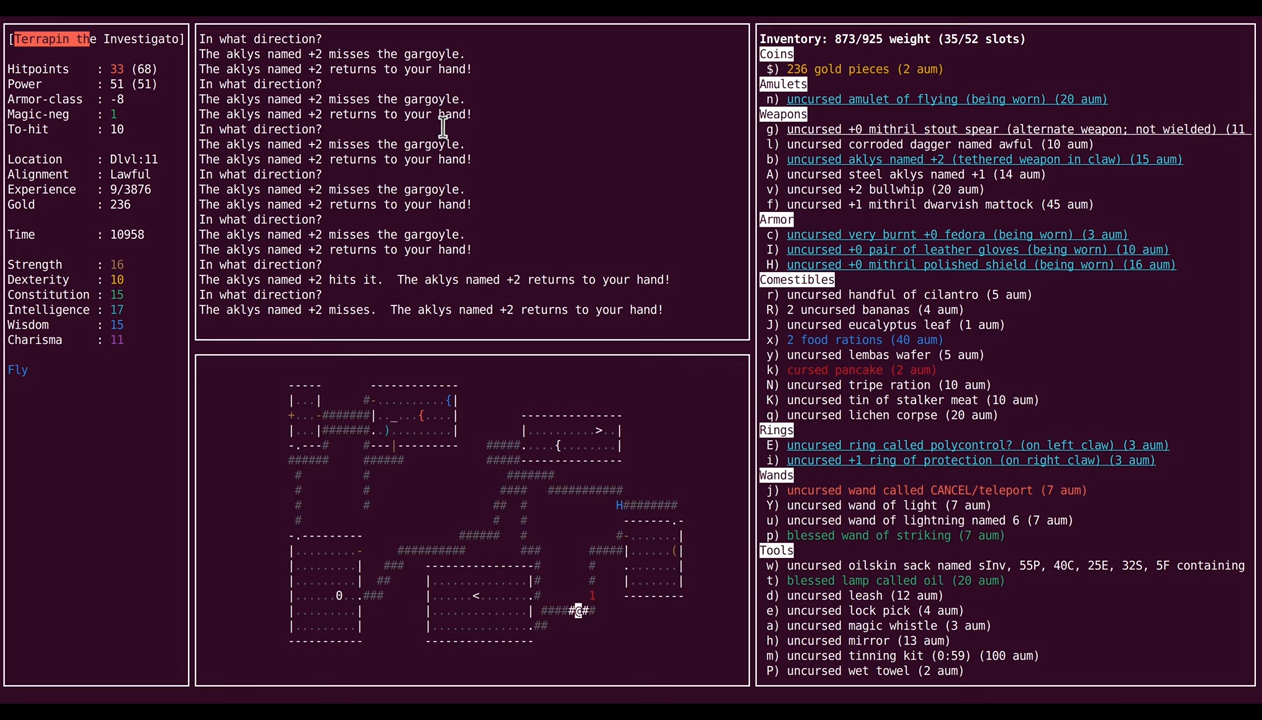 [Terrapin the Investigato]
Hitpoints : 33 (68)
Power : 51 (51)
Armor-class : -8
Magic-neg : 1
To-hit : 10
Location : Dlvl:11
Alignment : Lawful
Experience : 9/3876
Gold : 236
Time : 10958
Strength : 16
Dexterity : 10
Constitution : 15
Intelligence : 17
Wisdom : 15
Charisma : 11
Fly
In what direction?
The aklys named +2 misses the gargoyle.
The aklys named +2 returns to your hand!
In what direction?
The aklys named +2 misses the gargoyle.
The aklys named +2 returns to your hand!
In what direction?
The aklys named +2 misses the gargoyle.
The aklys named +2 returns to your hand!
In what direction?
The aklys named +2 misses the gargoyle.
The aklys named +2 returns to your hand!
In what direction?
The aklys named +2 misses the gargoyle.
The aklys named +2 returns to your hand!
In what direction?
The aklys named +2 hits it.  The aklys named +2 returns to your hand!
In what direction?
The aklys named +2 misses.  The aklys named +2 returns to your hand!
Inventory: 873/925 weight (35/52 slots)
Coins
$) 236 gold pieces (2 aum)
Amulets
n) uncursed amulet of flying (being worn) (20 aum)
Weapons
g) uncursed +0 mithril stout spear (alternate weapon; not wielded) (11
l) uncursed corroded dagger named awful (10 aum)
b) uncursed aklys named +2 (tethered weapon in claw) (15 aum)
A) uncursed steel aklys named +1 (14 aum)
v) uncursed +2 bullwhip (20 aum)
f) uncursed +1 mithril dwarvish mattock (45 aum)
Armor
c) uncursed very burnt +0 fedora (being worn) (3 aum)
I) uncursed +0 pair of leather gloves (being worn) (10 aum)
H) uncursed +0 mithril polished shield (being worn) (16 aum)
Comestibles
r) uncursed handful of cilantro (5 aum)
R) 2 uncursed bananas (4 aum)
J) uncursed eucalyptus leaf (1 aum)
x) 2 food rations (40 aum)
y) uncursed lembas wafer (5 aum)
k) cursed pancake (2 aum)
N) uncursed tripe ration (10 aum)
K) uncursed tin of stalker meat (10 aum)
q) uncursed lichen corpse (20 aum)
Rings
E) uncursed ring called polycontrol? (on left claw) (3 aum)
i) uncursed +1 ring of protection (on right claw) (3 aum)
Wands
j) uncursed wand called CANCEL/teleport (7 aum)
Y) uncursed wand of light (7 aum)
u) uncursed wand of lightning named 6 (7 aum)
p) blessed wand of striking (7 aum)
Tools
w) uncursed oilskin sack named sInv, 55P, 40C, 25E, 32S, 5F containing
t) blessed lamp called oil (20 aum)
d) uncursed leash (12 aum)
e) uncursed lock pick (4 aum)
a) uncursed magic whistle (3 aum)
h) uncursed mirror (13 aum)
m) uncursed tinning kit (0:59) (100 aum)
P) uncursed wet towel (2 aum)